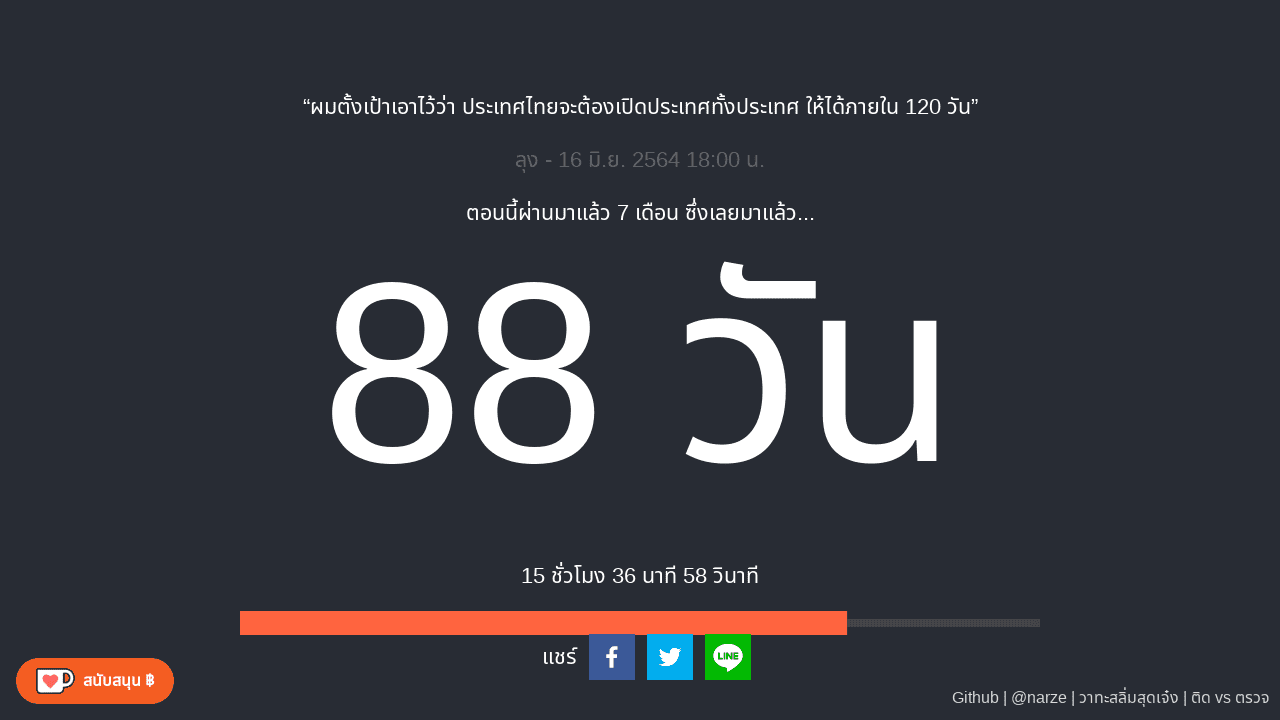 “ผมตั้งเป้าเอาไว้ว่า ประเทศไทยจะต้องเปิดประเทศทั้งประเทศ ให้ได้ภายใน 120 วัน”
ลุง - 16 มิ.ย. 2564 18:00 น.
ตอนนี้ผ่านมาแล้ว 7 เดือน ซึ่งเลยมาแล้ว...
88 วัน
15 ชั่วโมง 36 นาที 58 วินาที
แชร์
LINE
สนับสนุน ฿
Github | @narze | วาทะสลิ่มสุดเจ๋ง | ติด vs ตรวจ